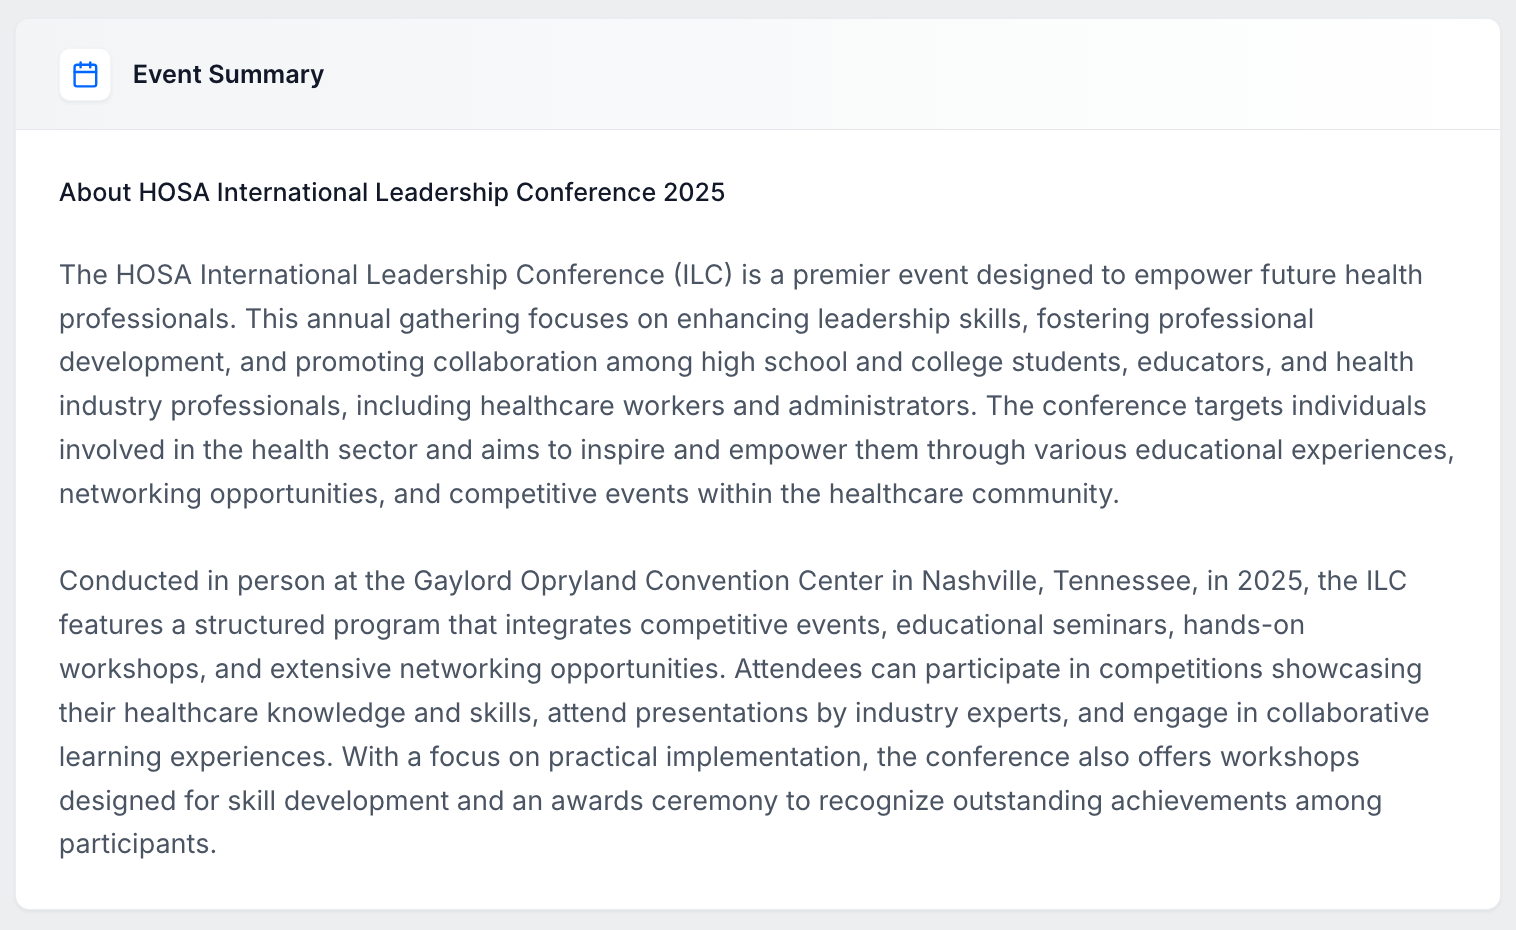 Event Summary
About HOSA International Leadership Conference 2025
The HOSA International Leadership Conference (ILC) is a premier event designed to empower future health
professionals. This annual gathering focuses on enhancing leadership skills, fostering professional
development, and promoting collaboration among high school and college students, educators, and health
industry professionals, including healthcare workers and administrators. The conference targets individuals
involved in the health sector and aims to inspire and empower them through various educational experiences,
networking opportunities, and competitive events within the healthcare community.
Conducted in person at the Gaylord Opryland Convention Center in Nashville, Tennessee, in 2025, the ILC
features a structured program that integrates competitive events, educational seminars, hands-on
workshops, and extensive networking opportunities. Attendees can participate in competitions showcasing
their healthcare knowledge and skills, attend presentations by industry experts, and engage in collaborative
learning experiences. With a focus on practical implementation, the conference also offers workshops
designed for skill development and an awards ceremony to recognize outstanding achievements among
participants.